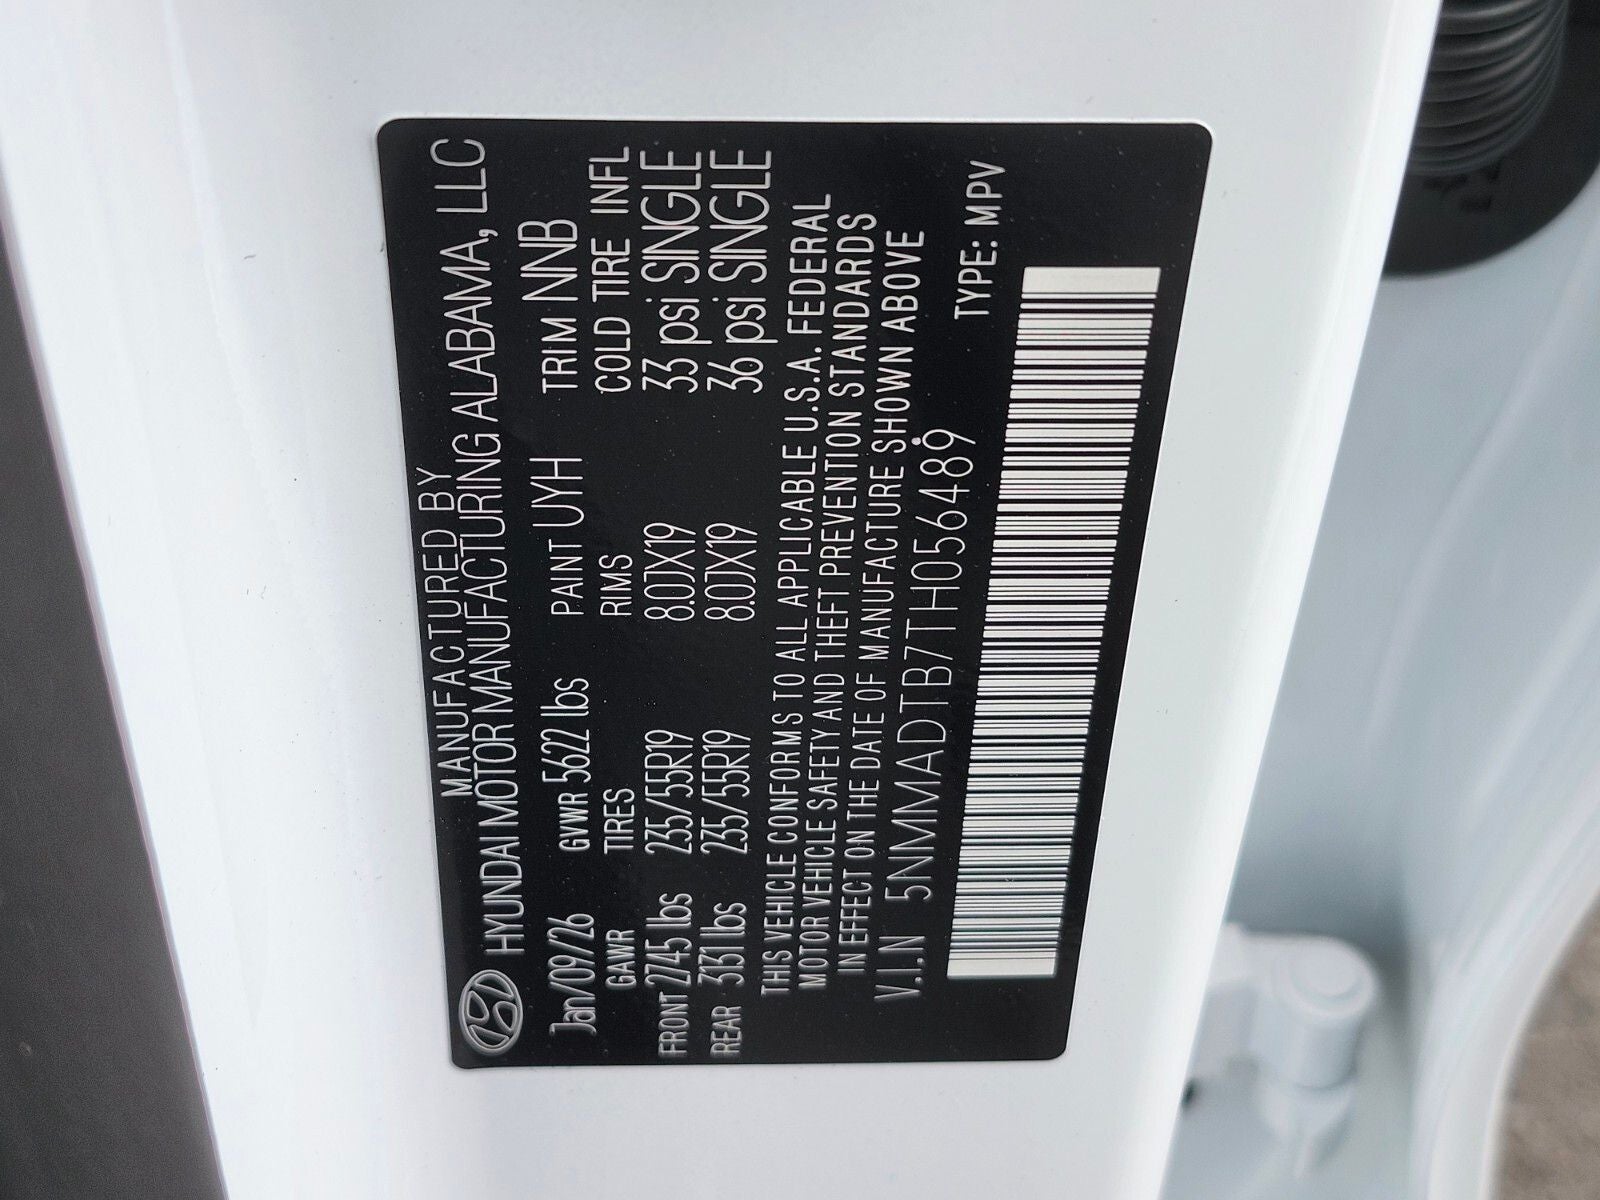 MANUFACTURED BY
HYUNDAI MOTOR MANUFACTURING ALABAMA, LLC
Jan/09/26 GVWR 5622 lbs PAINT UYH TRIM NNB
GAWR TIRES RIMS COLD TIRE INFL
FRONT 2745 lbs 235/55R19 8.0JX19 33 psi SINGLE
REAR 3131 lbs 235/55R19 8.0JX19 36 psi SINGLE
THIS VEHICLE CONFORMS TO ALL APPLICABLE U.S.A. FEDERAL
MOTOR VEHICLE SAFETY AND THEFT PREVENTION STANDARDS
IN EFFECT ON THE DATE OF MANUFACTURE SHOWN ABOVE
V.I.N 5NMMADTB7TH056489 TYPE: MPV